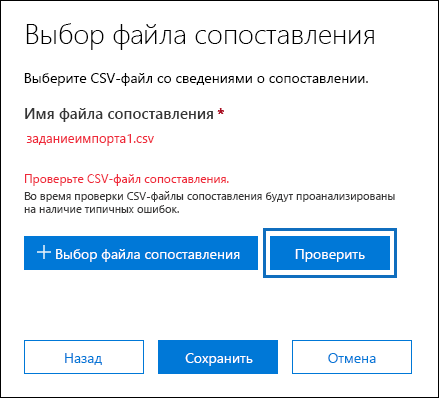 Выбор файла сопоставления
Выберите CSV-файл со сведениями о сопоставлении.
Имя файла сопоставления *
заданиеимпорта1.csv
Проверьте CSV-файл сопоставления.
Во время проверки CSV-файлы сопоставления будут проанализированы
на наличие типичных ошибок.
+ Выбор файла сопоставления
Проверить
Назад
Сохранить
Отмена